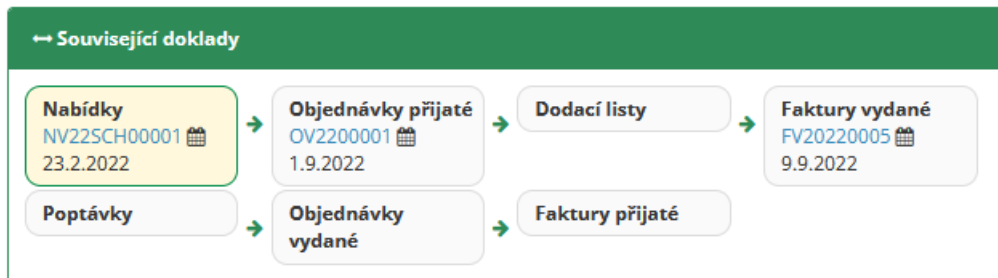 Související doklady
Nabídky
NV22SCH00001
23.2.2022
Objednávky přijaté
OV2200001
1.9.2022
Dodací listy
Faktury vydané
FV20220005
9.9.2022
Poptávky
Objednávky
vydané
Faktury přijaté